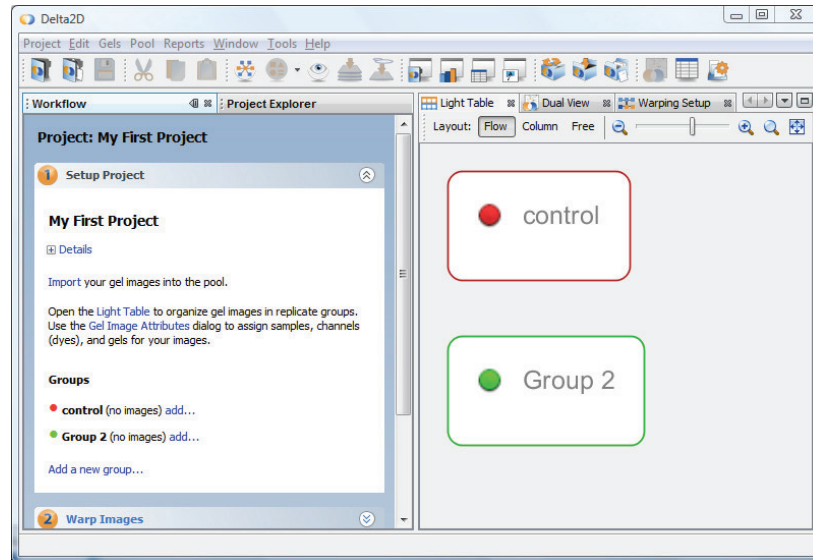 Delta2D
Project Edit Gels Pool Reports Window Tools Help
Workflow
Project Explorer
Light Table
Dual View
Warping Setup
Project: My First Project
Layout: Flow Column Free
1 Setup Project
My First Project
Details
Import your gel images into the pool.
Open the Light Table to organize gel images in replicate groups.
Use the Gel Image Attributes dialog to assign samples, channels
(dyes), and gels for your images.
Groups
control (no images) add...
Group 2 (no images) add...
Add a new group...
2 Warp Images
control
Group 2